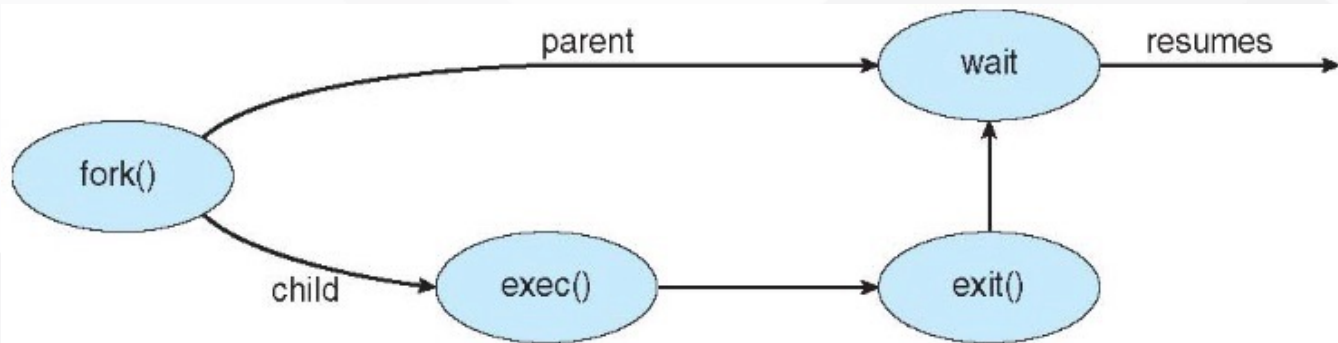 parent
wait
resumes
fork()
child
exec()
exit()